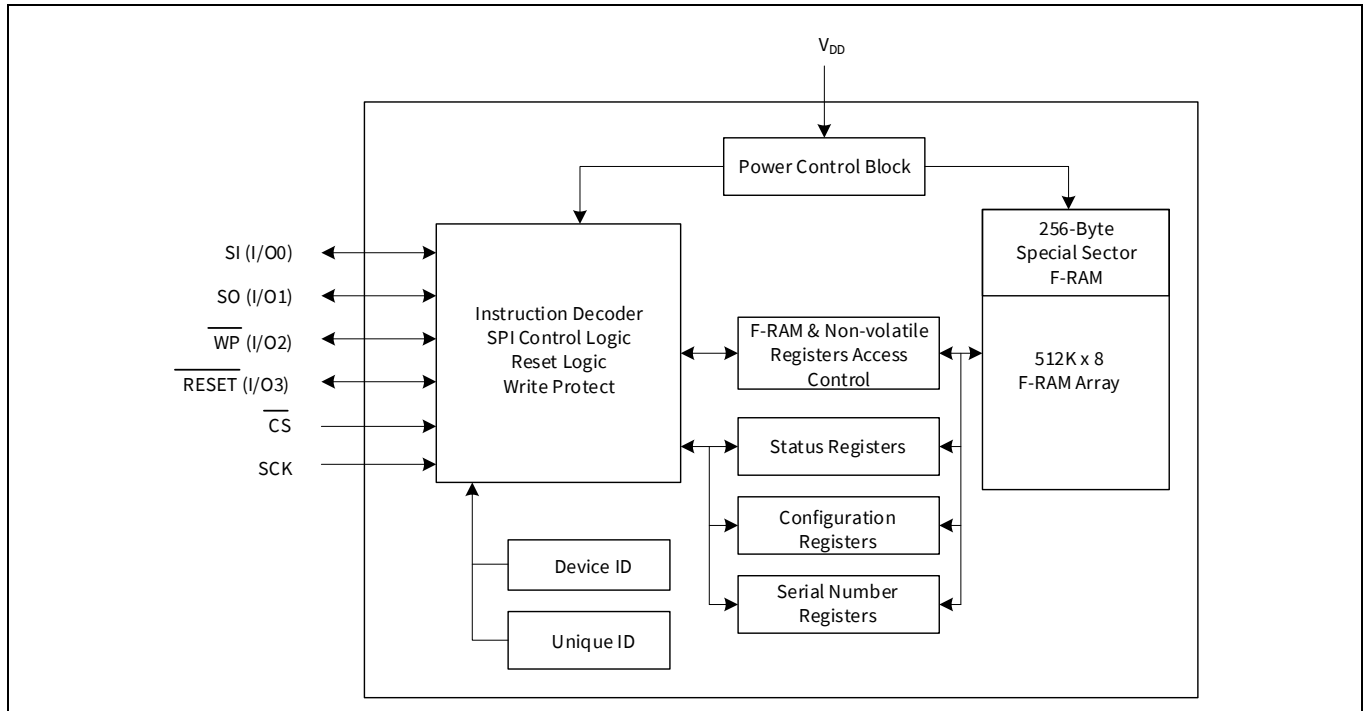 VDD
Power Control Block
256-Byte
Special Sector
F-RAM
SI (I/O0)
SO (I/O1)
WP (I/O2)
RESET (I/O3)
CS
SCK
Instruction Decoder
SPI Control Logic
Reset Logic
Write Protect
F-RAM & Non-volatile
Registers Access
Control
512K x 8
F-RAM Array
Status Registers
Configuration
Registers
Serial Number
Registers
Device ID
Unique ID